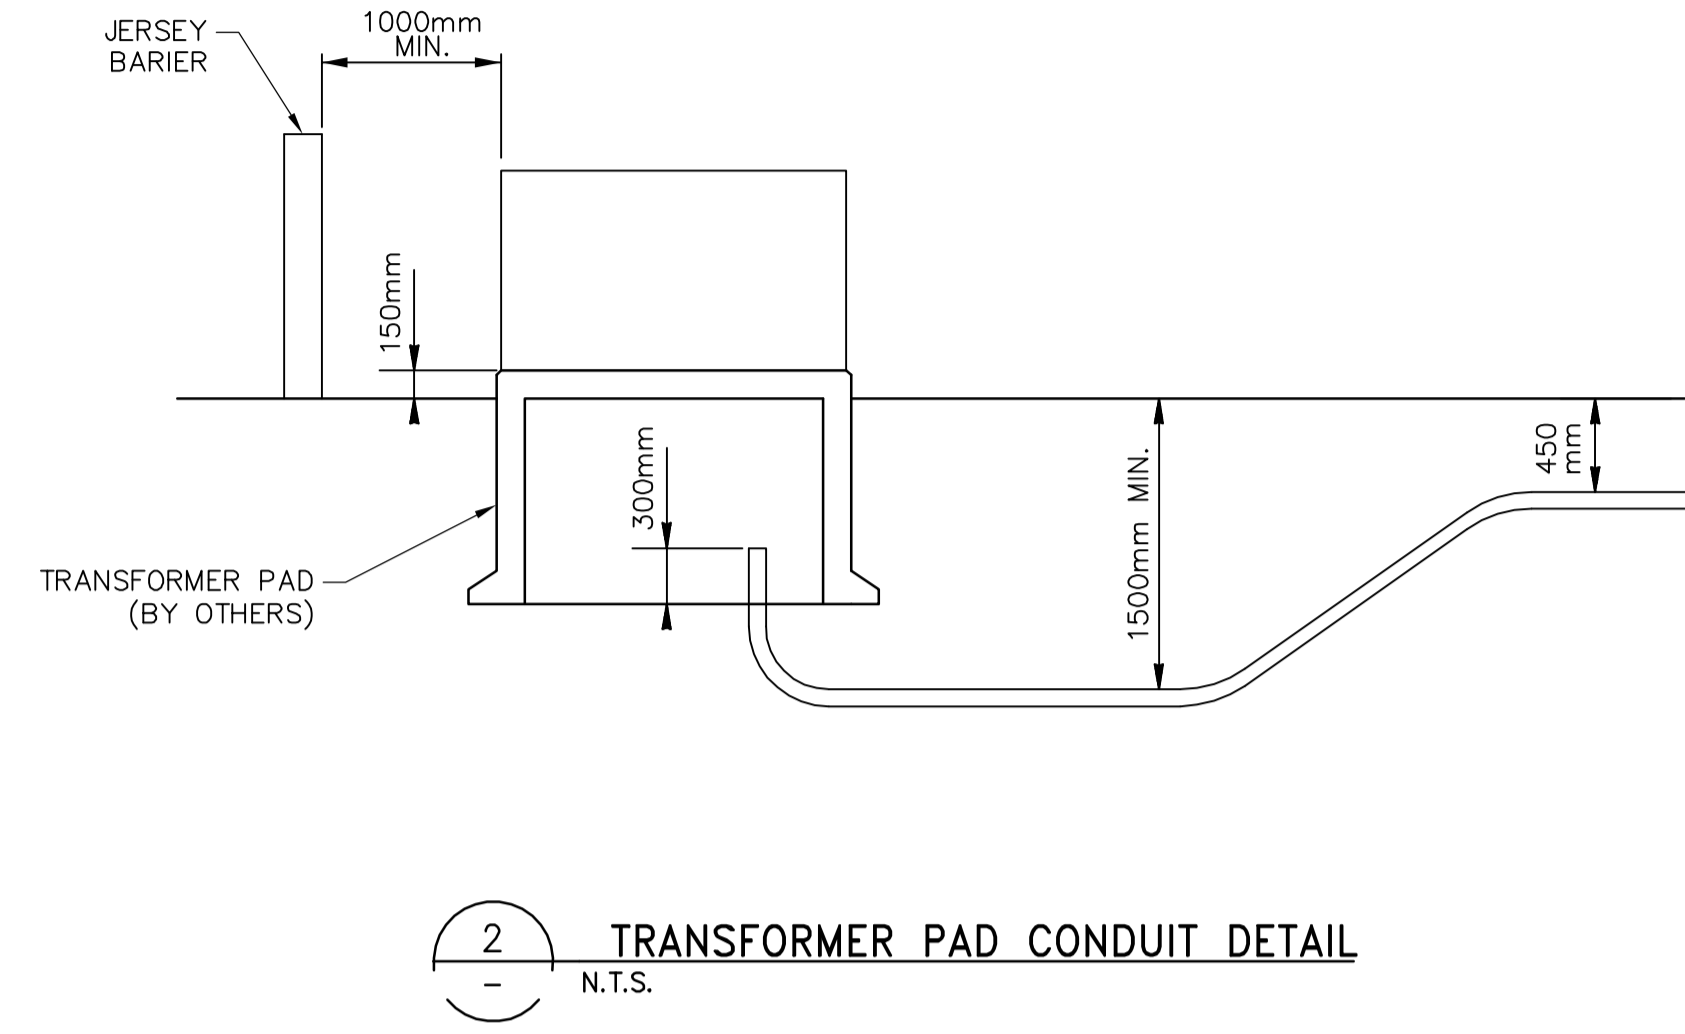 JERSEY
BARIER
1000mm
MIN.
150mm
300mm
1500mm MIN.
450
mm
TRANSFORMER PAD
(BY OTHERS)
2
-
TRANSFORMER PAD CONDUIT DETAIL
N.T.S.